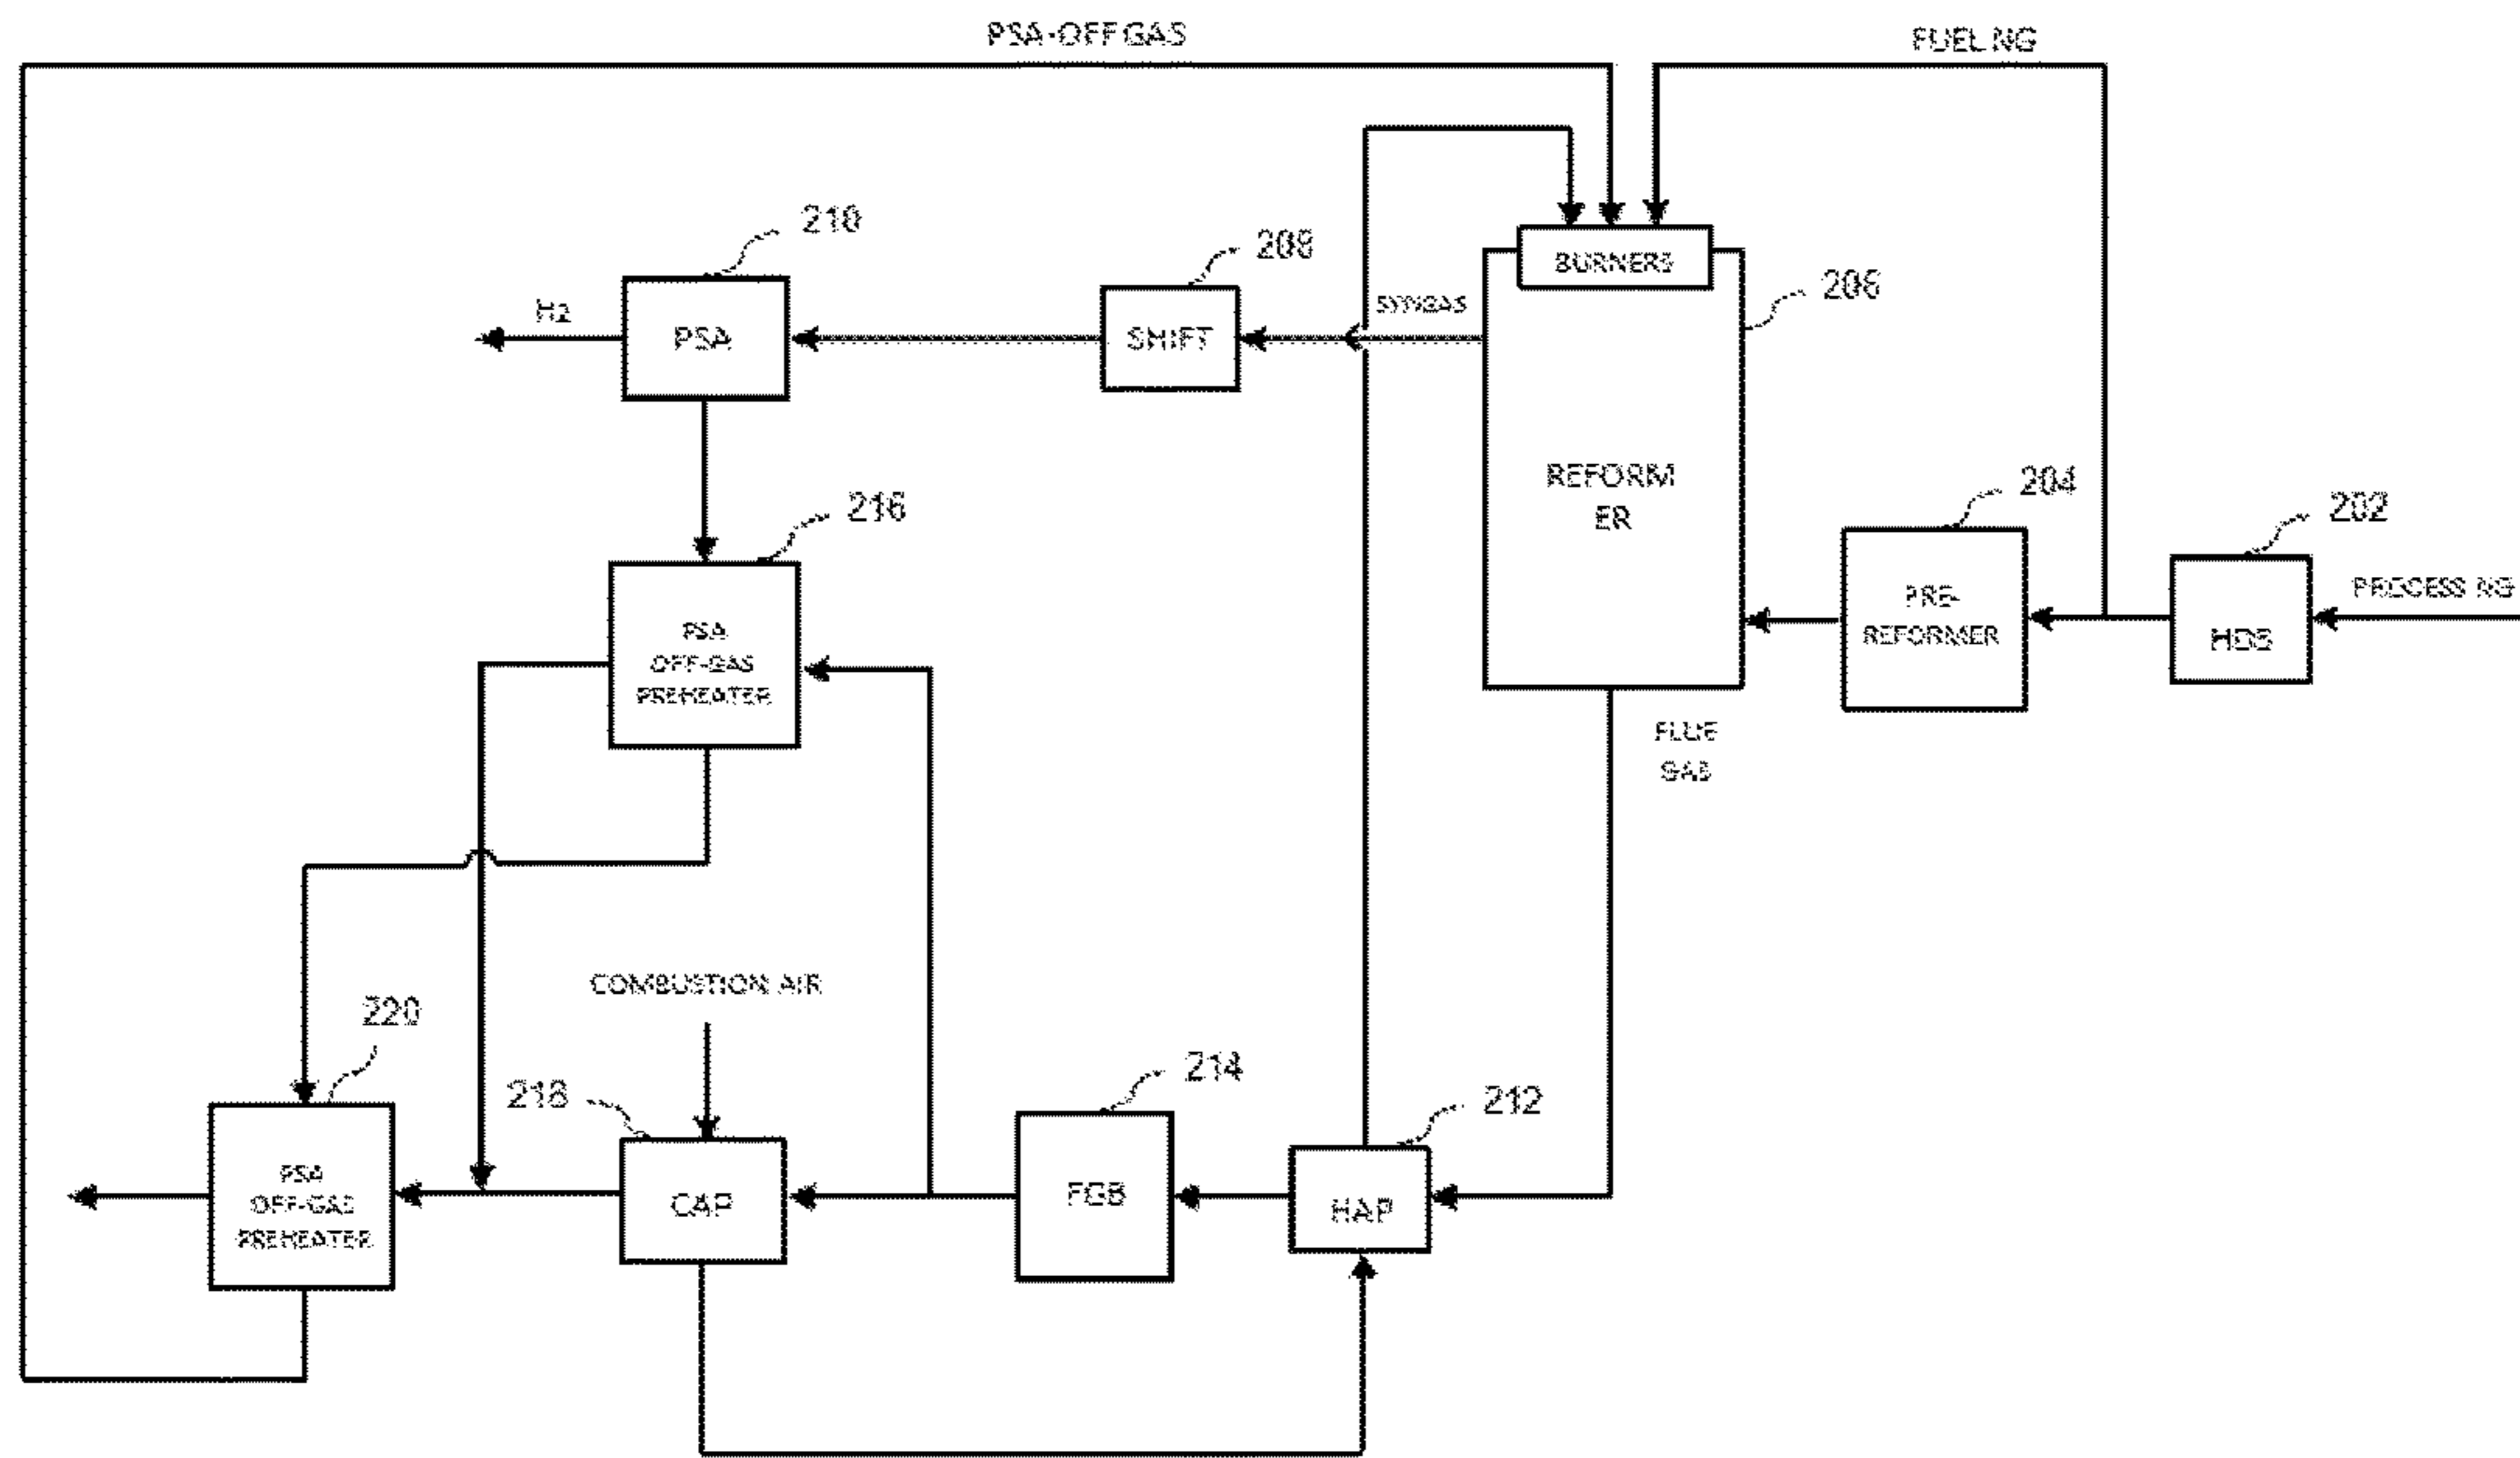 PSA-OFFGAS
FUEL NG
210
208
BURNERS
206
H2
PSA
SHIFT
SYNGAS
REFORM
ER
204
202
216
PRE-
REFORMER
PROCESS NG
HDS
PSA
OFF-GAS
PREHEATER
FLUE
GAS
COMBUSTION AIR
220
218
214
212
PSA
OFF-GAS
PREHEATER
CAP
FGB
HAP